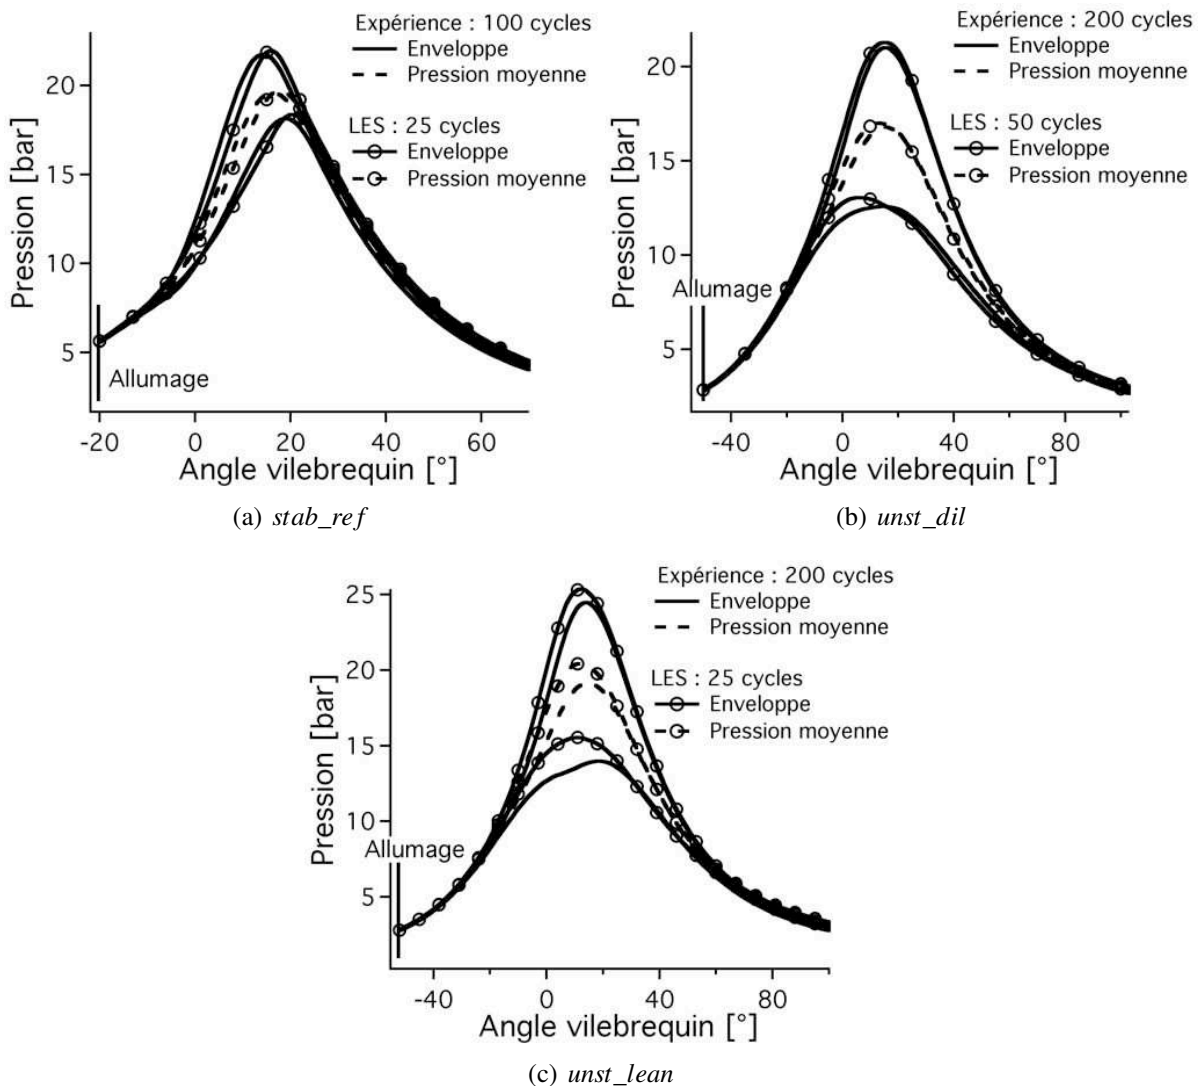 Expérience : 100 cycles
Enveloppe
Pression moyenne
LES : 25 cycles
Enveloppe
Pression moyenne
Pression [bar]
20
15
10
5
Allumage
-20 0 20 40 60
Angle vilebrequin [°]
(a) stab_ref
Expérience : 200 cycles
Enveloppe
Pression moyenne
LES : 50 cycles
Enveloppe
Pression moyenne
Pression [bar]
20
15
10
5
Allumage
-40 0 40 80
Angle vilebrequin [°]
(b) unst_dil
Expérience : 200 cycles
Enveloppe
Pression moyenne
LES : 25 cycles
Enveloppe
Pression moyenne
Pression [bar]
25
20
15
10
5
Allumage
-40 0 40 80
Angle vilebrequin [°]
(c) unst_lean